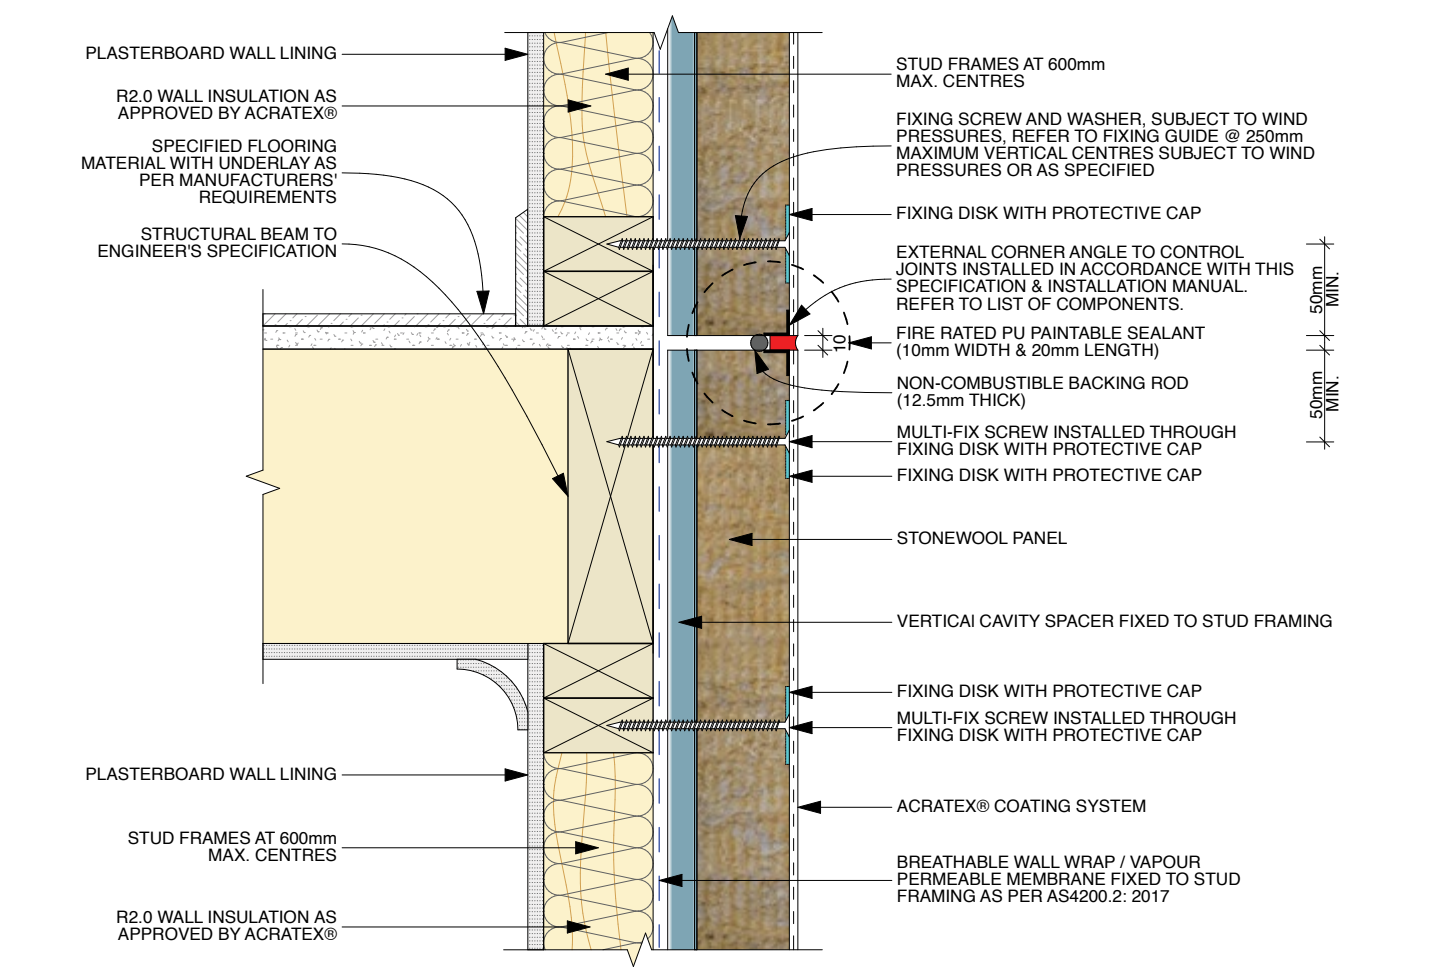 PLASTERBOARD WALL LINING
R2.0 WALL INSULATION AS
APPROVED BY ACRATEX®
SPECIFIED FLOORING
MATERIAL WITH UNDERLAY AS
PER MANUFACTURERS'
REQUIREMENTS
STRUCTURAL BEAM TO
ENGINEER'S SPECIFICATION
PLASTERBOARD WALL LINING
STUD FRAMES AT 600mm
MAX. CENTRES
R2.0 WALL INSULATION AS
APPROVED BY ACRATEX®
STUD FRAMES AT 600mm
MAX. CENTRES
FIXING SCREW AND WASHER, SUBJECT TO WIND
PRESSURES, REFER TO FIXING GUIDE @ 250mm
MAXIMUM VERTICAL CENTRES SUBJECT TO WIND
PRESSURES OR AS SPECIFIED
FIXING DISK WITH PROTECTIVE CAP
EXTERNAL CORNER ANGLE TO CONTROL
JOINTS INSTALLED IN ACCORDANCE WITH THIS
SPECIFICATION & INSTALLATION MANUAL.
REFER TO LIST OF COMPONENTS.
FIRE RATED PU PAINTABLE SEALANT
(10mm WIDTH & 20mm LENGTH)
NON-COMBUSTIBLE BACKING ROD
(12.5mm THICK)
MULTI-FIX SCREW INSTALLED THROUGH
FIXING DISK WITH PROTECTIVE CAP
FIXING DISK WITH PROTECTIVE CAP
STONEWOOL PANEL
VERTICAl CAVITY SPACER FIXED TO STUD FRAMING
FIXING DISK WITH PROTECTIVE CAP
MULTI-FIX SCREW INSTALLED THROUGH
FIXING DISK WITH PROTECTIVE CAP
ACRATEX® COATING SYSTEM
BREATHABLE WALL WRAP / VAPOUR
PERMEABLE MEMBRANE FIXED TO STUD
FRAMING AS PER AS4200.2: 2017
10
50mm
MIN.
50mm
MIN.